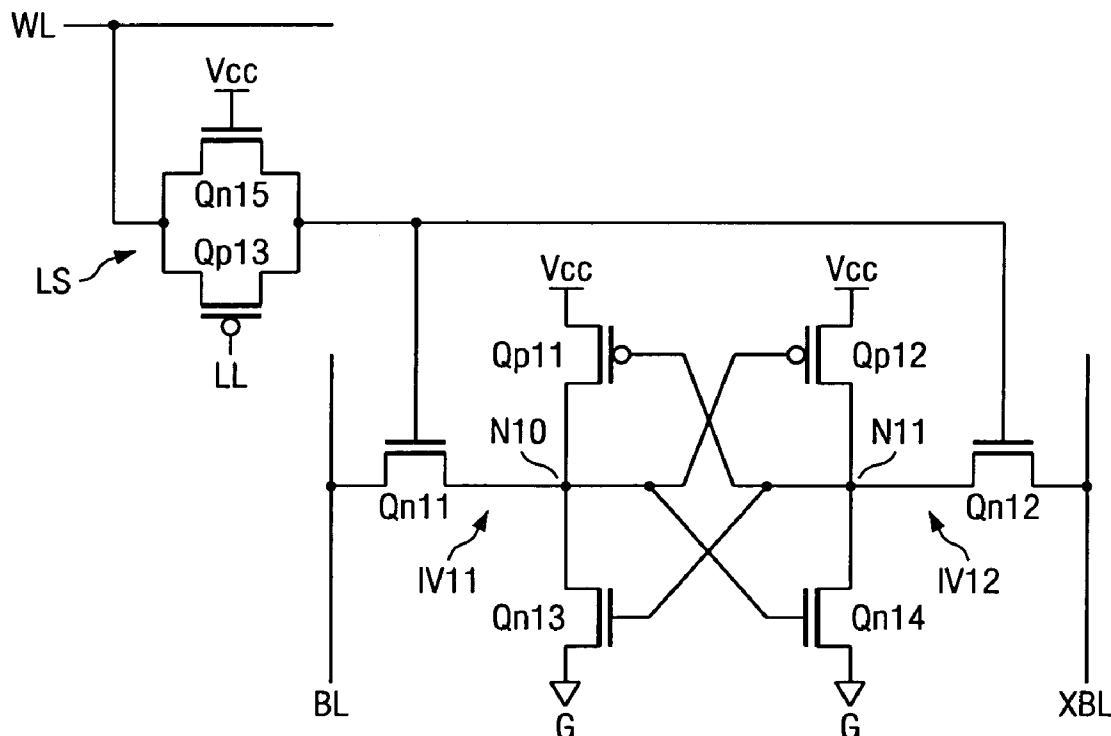 WL
Vcc
Qn15
Qp13
LS
LL
Vcc
Vcc
Qp11
Qp12
N10
N11
Qn11
Qn12
IV11
IV12
Qn13
Qn14
BL
G
G
XBL